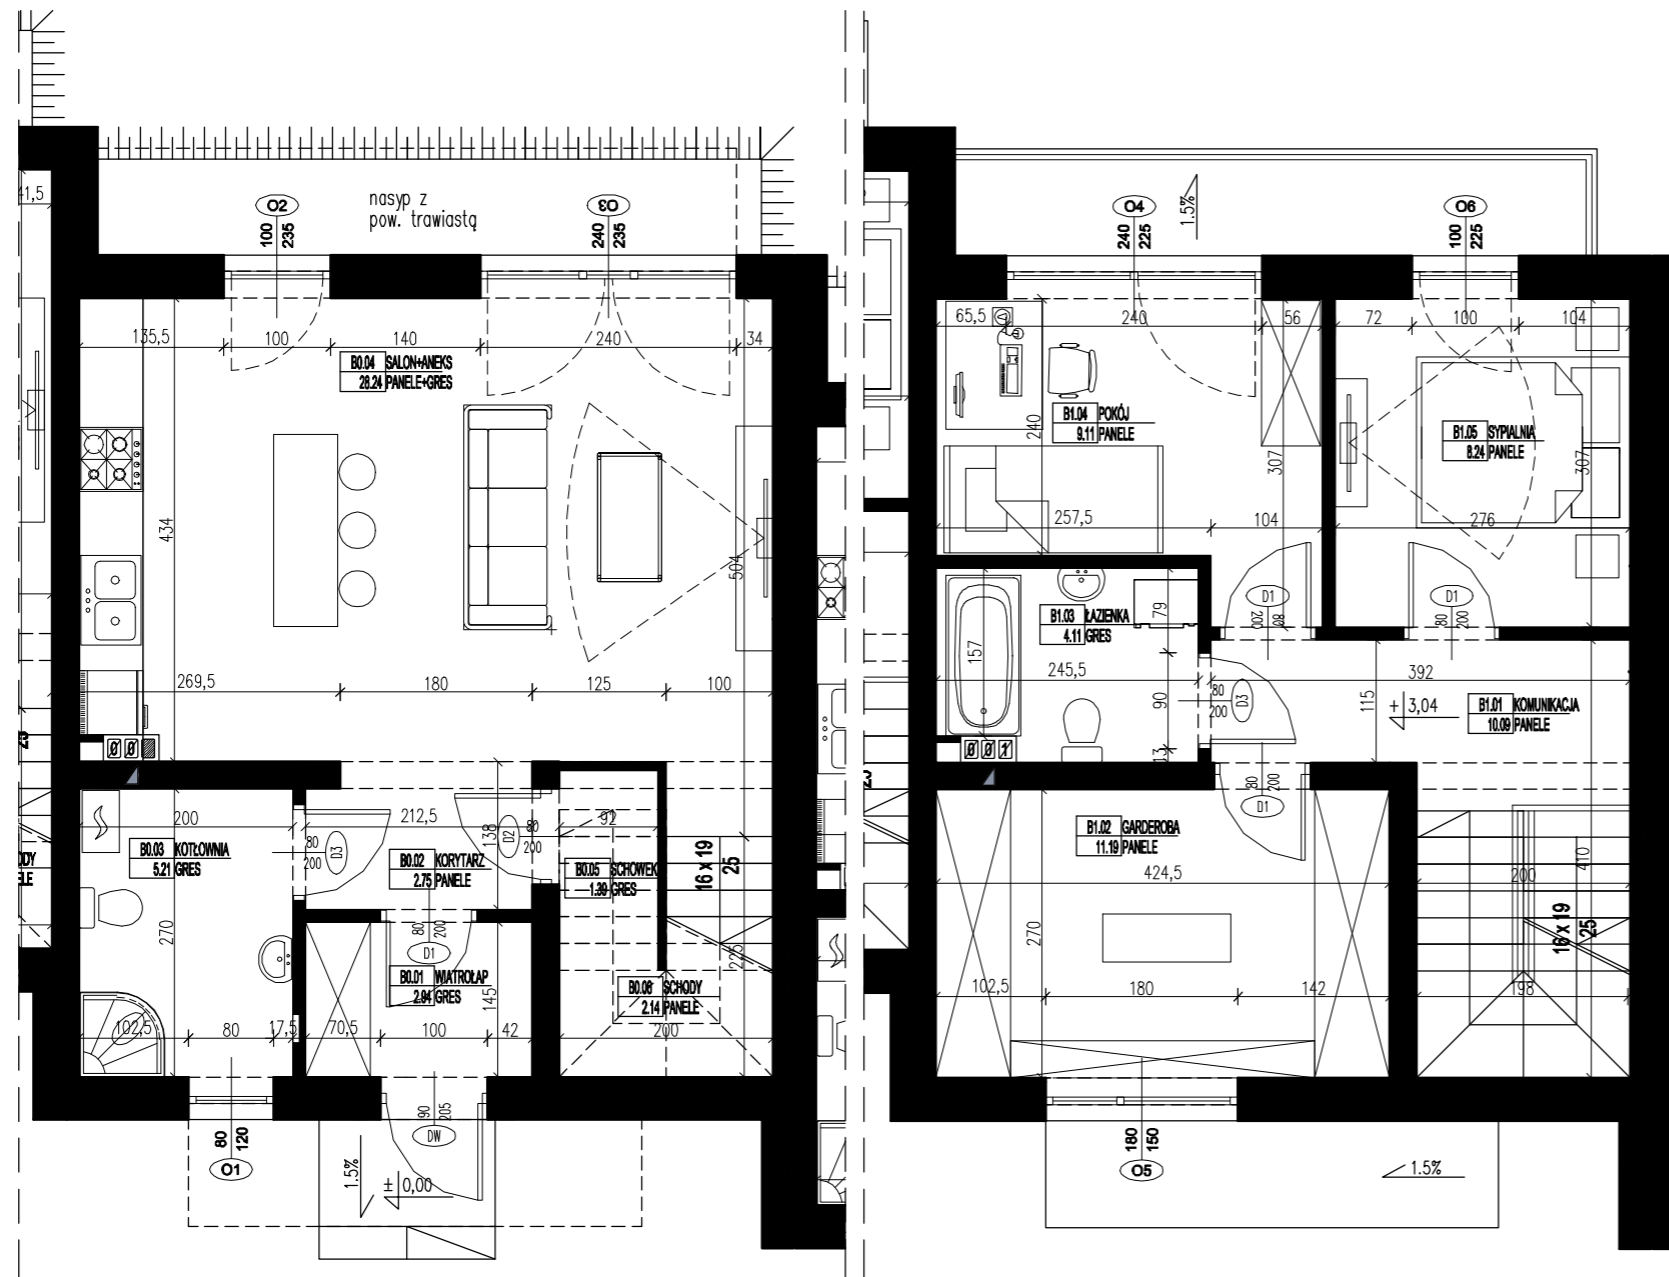 41,5
nasyp z
pow. trawiastą
O2
100
235
O3
240
235
135,5
100
140
240
34
B0.04 SALON+ANEKS
28.24 PANELE+GRES
434
504
269,5
180
125
100
200
212,5
92
138
80
200
D3
80
200
D2
B0.03 KOTŁOWNIA
5.21 GRES
B0.02 KORYTARZ
2.75 PANELE
B0.05 SCHOWEK
1.39 GRES
16 x 19
25
270
80
200
D1
B0.01 WIATROŁAP
2.94 GRES
145
225
B0.06 SCHODY
2.14 PANELE
102,5
80
17,5
70,5
100
42
200
80
120
O1
90
205
DW
1.5%
± 0,00
O4
240
225
1.5%
O6
100
225
65,5
240
56
72
100
104
B1.04 POKÓJ
9.11 PANELE
240
307
B1.05 SYPIALNIA
8.24 PANELE
307
257,5
104
276
D1
80
200
D1
80
200
B1.03 ŁAZIENKA
4.11 GRES
79
157
245,5
90
13
80
200
D3
392
115
+ 3,04
B1.01 KOMUNIKACJA
10.09 PANELE
80
200
D1
B1.02 GARDEROBA
11.19 PANELE
424,5
270
410
200
16 x 19
25
102,5
180
142
198
180
150
O5
1.5%